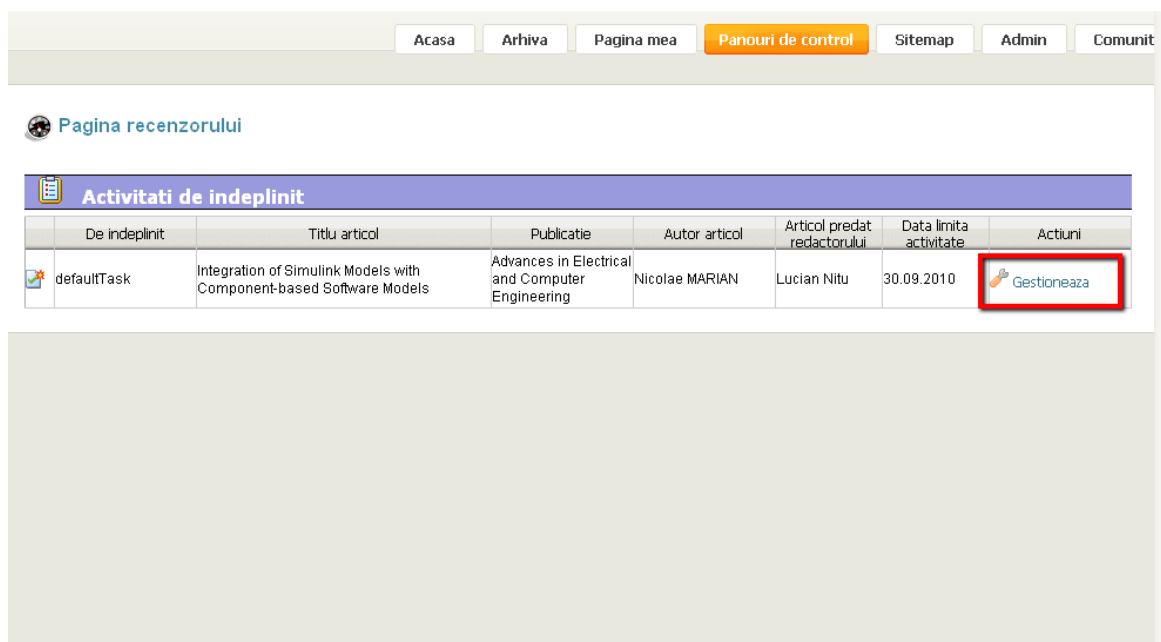 Acasa Arhiva Pagina mea Panouri de control Sitemap Admin Comunit
Pagina recenzorului
Activitati de indeplinit
De indeplinit Titlu articol Publicatie Autor articol Articol predat redactorului Data limita activitate Actiuni
defaultTask Integration of Simulink Models with Component-based Software Models Advances in Electrical and Computer Engineering Nicolae MARIAN Lucian Nitu 30.09.2010 Gestioneaza